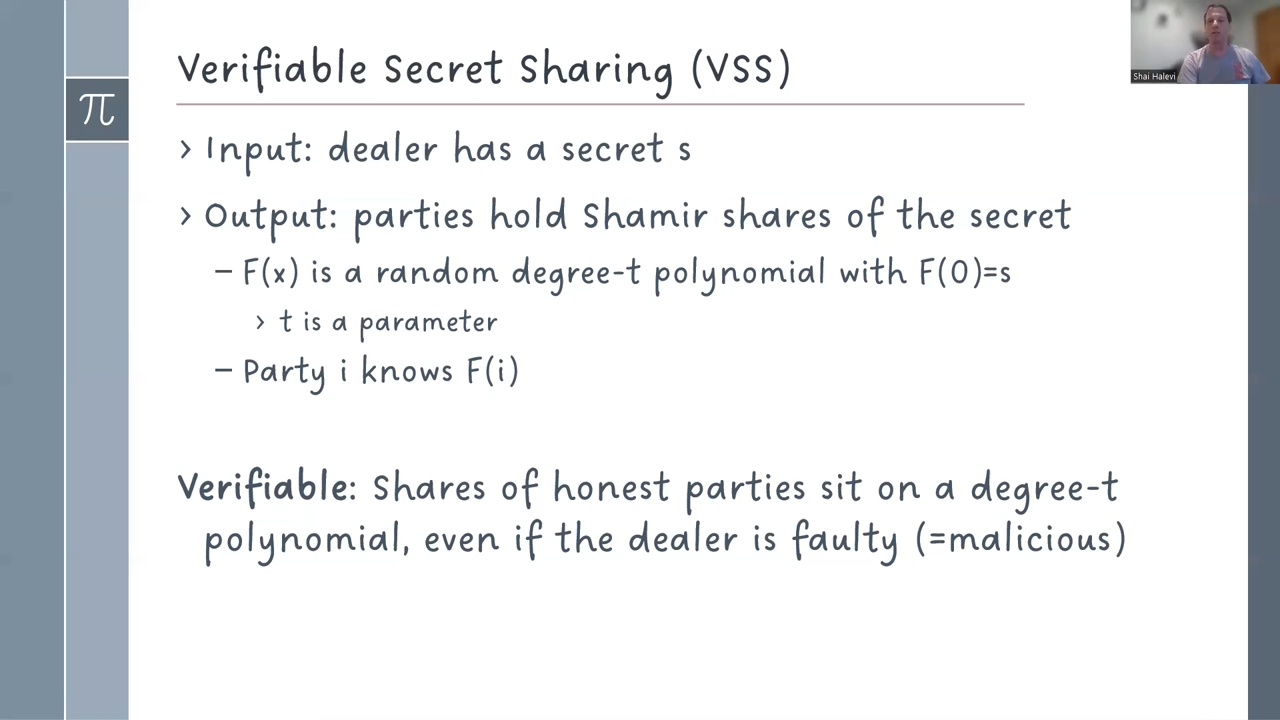 Verifiable Secret Sharing (VSS)
Shai Halevi
π
› Input: dealer has a secret s
› Output: parties hold Shamir shares of the secret
– F(x) is a random degree-t polynomial with F(0)=s
› t is a parameter
– Party i knows F(i)
Verifiable: Shares of honest parties sit on a degree-t
polynomial, even if the dealer is faulty (=malicious)